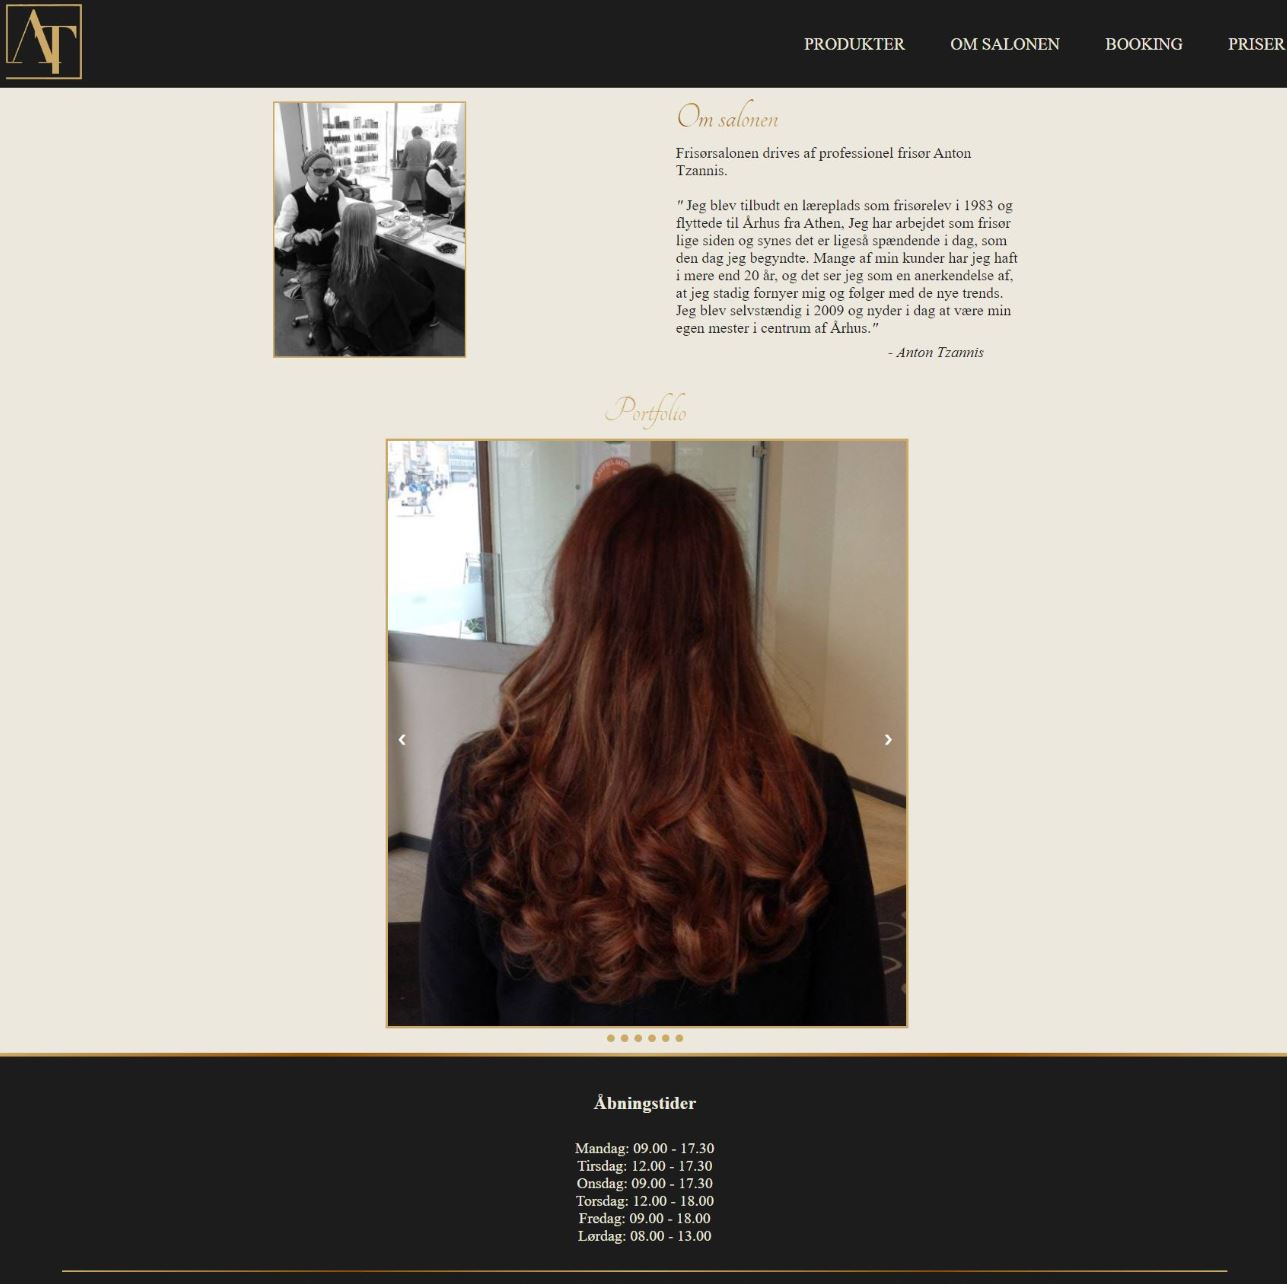 AT
PRODUKTER OM SALONEN BOOKING PRISER
Om salonen
Frisørsalonen drives af professionel frisør Anton
Tzannis.
" Jeg blev tilbudt en læreplads som frisørelev i 1983 og
flyttede til Århus fra Athen, Jeg har arbejdet som frisør
lige siden og synes det er ligeså spændende i dag, som
den dag jeg begyndte. Mange af min kunder har jeg haft
i mere end 20 år, og det ser jeg som en anerkendelse af,
at jeg stadig fornyer mig og følger med de nye trends.
Jeg blev selvstændig i 2009 og nyder i dag at være min
egen mester i centrum af Århus."
- Anton Tzannis
Portfolio
Åbningstider
Mandag: 09.00 - 17.30
Tirsdag: 12.00 - 17.30
Onsdag: 09.00 - 17.30
Torsdag: 12.00 - 18.00
Fredag: 09.00 - 18.00
Lørdag: 08.00 - 13.00